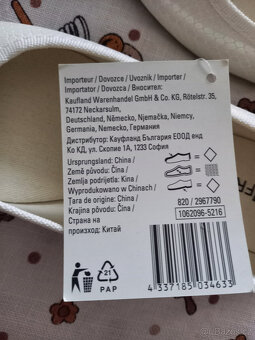 Importeur / Dovozce / Uvoznik / Importer /
Importator / Dovozca / Вносител:
Kaufland Warenhandel GmbH & Co. KG, Rötelstr. 35,
74172 Neckarsulm,
Deutschland, Německo, Njemačka, Niemcy,
Germania, Nemecko, Германия
Дистрибутор: Кауфланд България ЕООД енд
Ко КД, ул. Скопие 1А, 1233 София
Ursprungsland: China /
Země původu: Čína /
Zemlja podrijetla: Kina /
Wyprodukowano w Chinach /
Țara de origine: China /
Krajina pôvodu: Čína /
Страна на
произход: Китай
820 / 2967790
1062096-5216
21
PAP
4 337185 034633